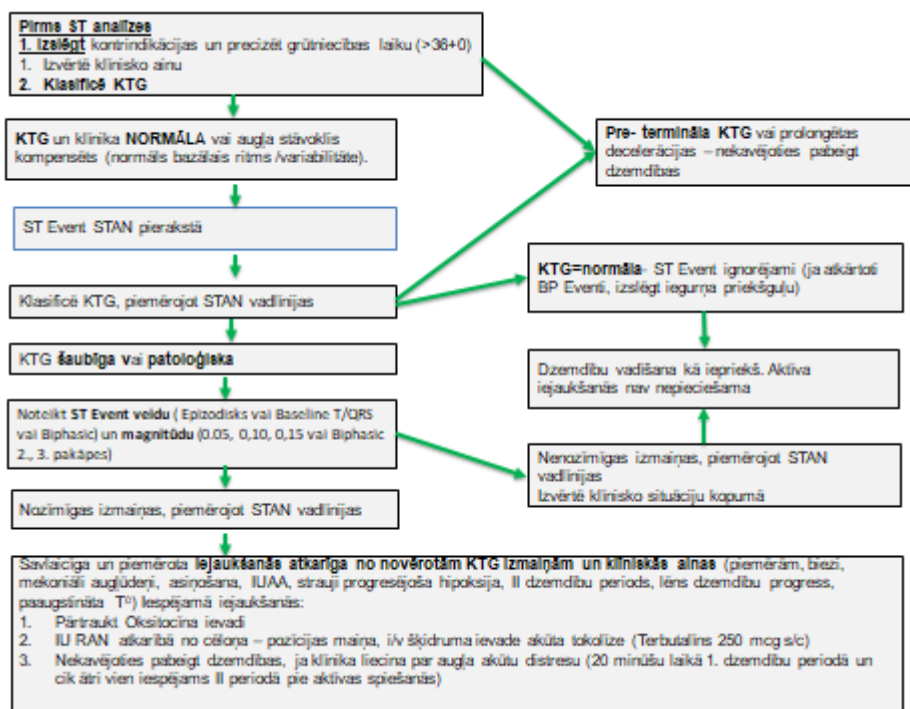 Pirms ST analīzes
1. Izslēgt kontrindikācijas un precizēt grūtniecības laiku (>36+0)
1. Izvērtē klīnisko ainu
2. Klasificē KTG
KTG un klīnika NORMĀLA vai augļa stāvoklis
kompensēts (normāls bazālais ritms /variabilitāte).
Pre- termināla KTG vai prolongētas
decelerācijas – nekavējoties pabeigt
dzemdības
ST Event STAN pierakstā
KTG=normāla- ST Event ignorējami (ja atkārtoti
BP Eventi, izslēgt iegurņa priekšguļu)
Klasificē KTG, piemērojot STAN vadlīnijas
KTG šaubīga vai patoloģiska
Dzemdību vadīšana kā iepriekš. Aktīva
iejaukšanās nav nepieciešama
Noteikt ST Event veidu ( Epizodisks vai Baseline T/QRS
vai Biphasic) un magnitūdu (0.05, 0,10, 0,15 vai Biphasic
2., 3. pakāpes)
Nenozīmīgas izmaiņas, piemērojot STAN
vadlīnijas
Izvērtē klīnisko situāciju kopumā
Nozīmīgas izmaiņas, piemērojot STAN vadlīnijas
Savlaicīga un piemērota iejaukšanās atkarīga no novērotām KTG izmaiņām un klīniskās ainas (piemērām, biezi,
mekoniāli augļūdeņi, asiņošana, IUAA, strauji progresējoša hipoksija, II dzemdību periods, lēns dzemdību progress,
paaugstināta T⁰) Iespējamā iejaukšanās:
1. Pārtraukt Oksitocīna ievadi
2. IU RAN atkarībā no cēloņa – pozīcijas maiņa, i/v šķidruma ievade akūta tokolīze (Terbutalīns 250 mcg s/c)
3. Nekavējoties pabeigt dzemdības, ja klīnika liecina par augļa akūtu distresu (20 minūšu laikā 1. dzemdību periodā un
cik ātri vien iespējams II periodā pie aktīvas spiešanās)